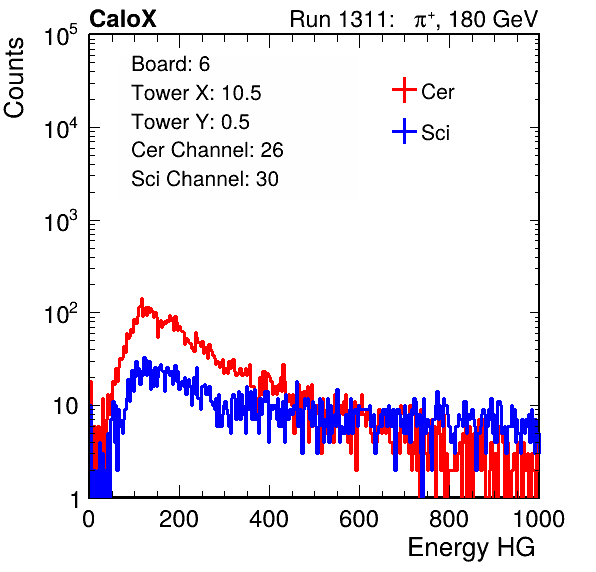 CaloX Run 1311: π⁺, 180 GeV
Counts
10⁵
10⁴
10³
10²
10
1
Board: 6
Tower X: 10.5
Tower Y: 0.5
Cer Channel: 26
Sci Channel: 30
Cer
Sci
0 200 400 600 800 1000
Energy HG